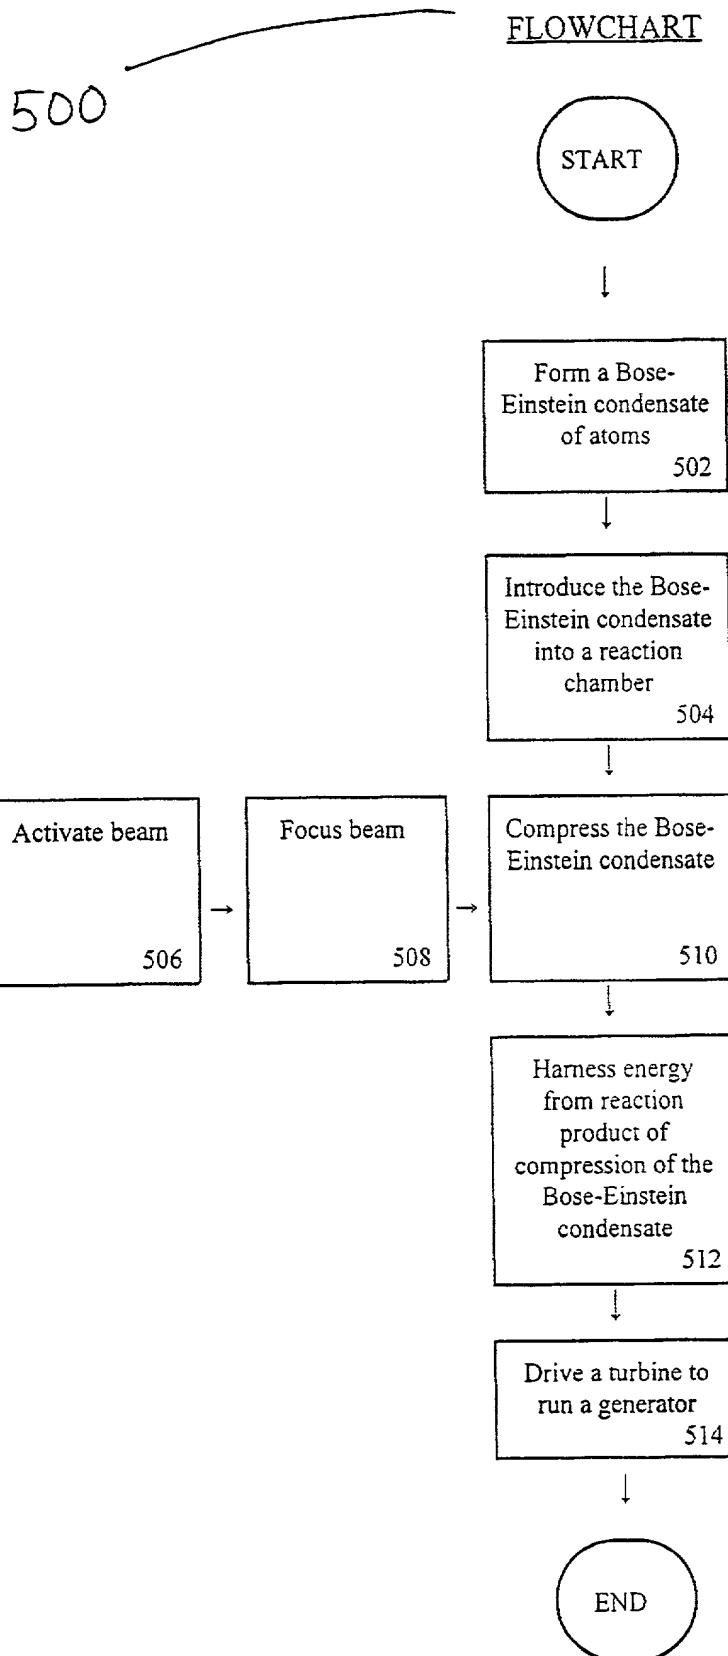 FLOWCHART
500
START
Form a Bose-
Einstein condensate
of atoms
502
Introduce the Bose-
Einstein condensate
into a reaction
chamber
504
Activate beam
506
Focus beam
508
Compress the Bose-
Einstein condensate
510
Harness energy
from reaction
product of
compression of the
Bose-Einstein
condensate
512
Drive a turbine to
run a generator
514
END